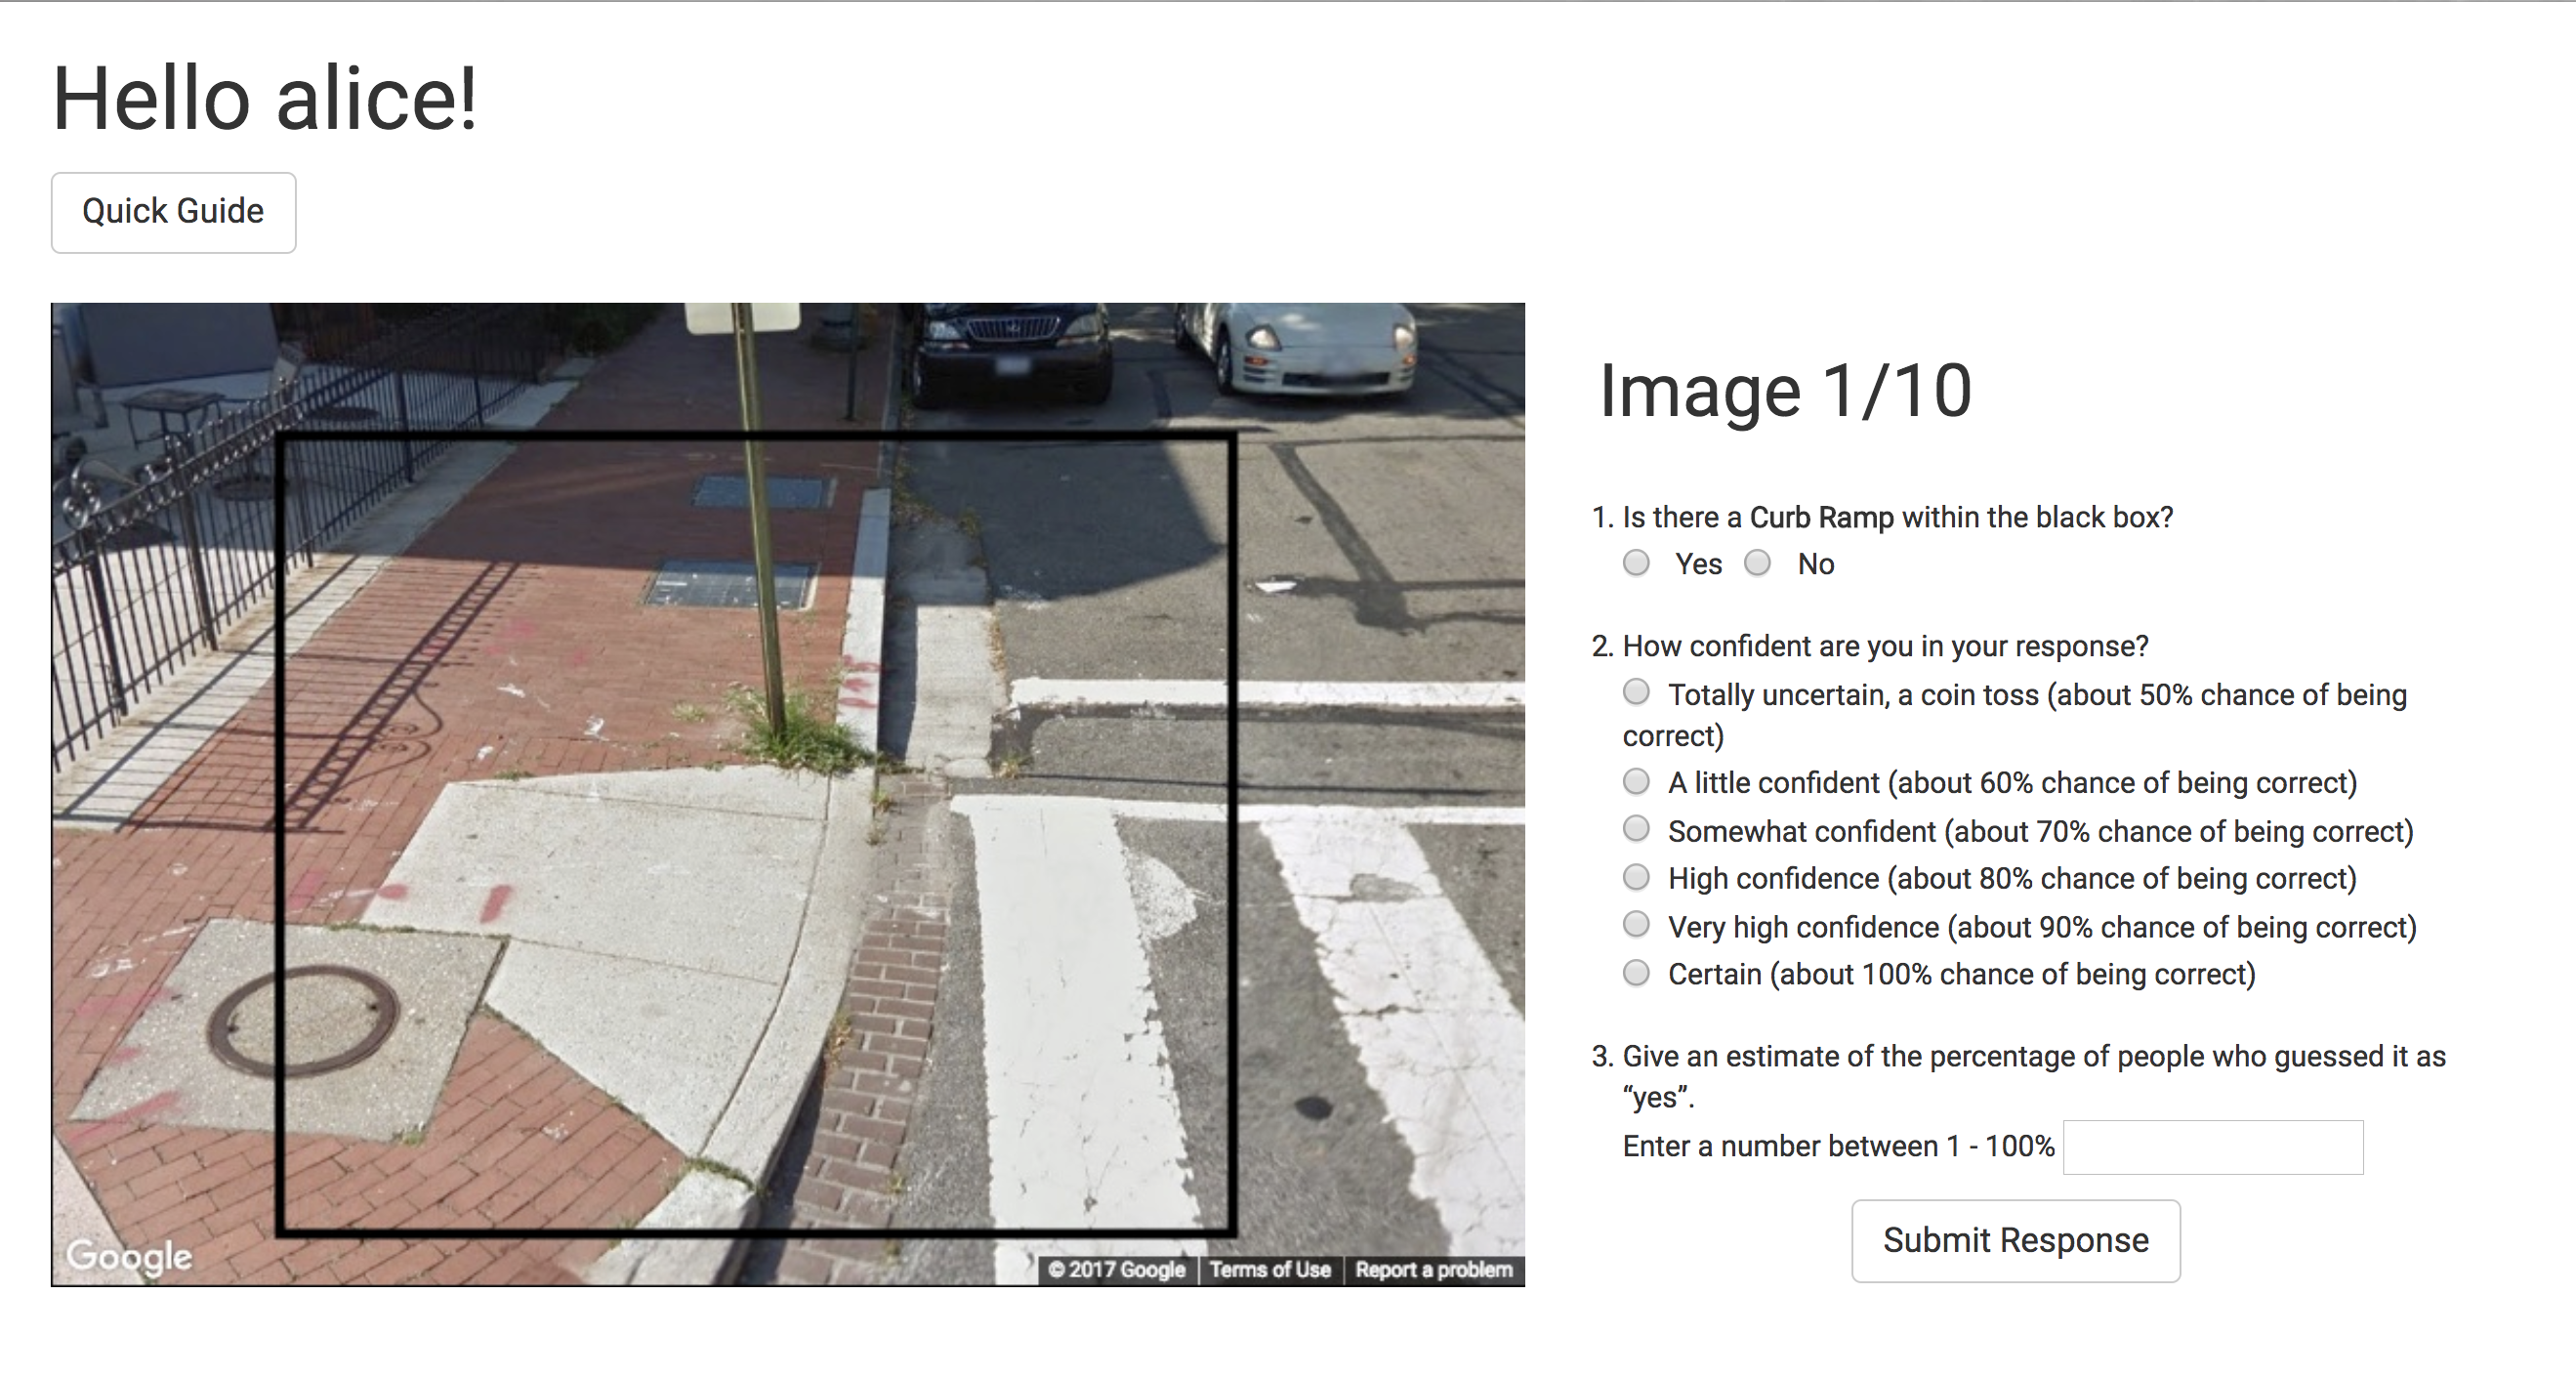 Hello alice!
Quick Guide
Google
© 2017 Google
Terms of Use
Report a problem
Image 1/10
1. Is there a Curb Ramp within the black box?
Yes No
2. How confident are you in your response?
Totally uncertain, a coin toss (about 50% chance of being
correct)
A little confident (about 60% chance of being correct)
Somewhat confident (about 70% chance of being correct)
High confidence (about 80% chance of being correct)
Very high confidence (about 90% chance of being correct)
Certain (about 100% chance of being correct)
3. Give an estimate of the percentage of people who guessed it as
“yes”.
Enter a number between 1 - 100%
Submit Response